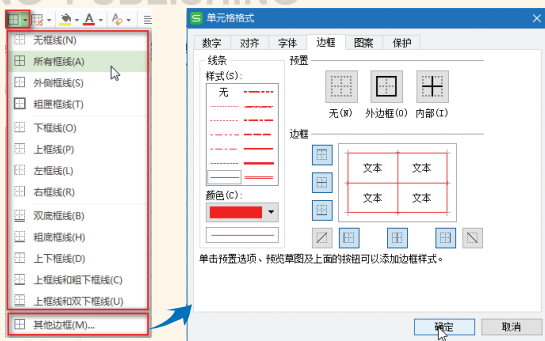 NO PUBLISHING
A
无框线(N)
所有框线(A)
外侧框线(S)
粗匣框线(T)
下框线(O)
上框线(P)
左框线(L)
右框线(R)
双底框线(B)
粗底框线(H)
上下框线(D)
上框线和粗下框线(C)
上框线和双下框线(U)
其他边框(M)...
S 单元格格式
数字 对齐 字体 边框 图案 保护
线条
样式(S):
无
颜色(C):
预置
无(N) 外边框(O) 内部(I)
边框
文本 文本
文本 文本
单击预置选项、预览草图及上面的按钮可以添加边框样式。
确定 取消